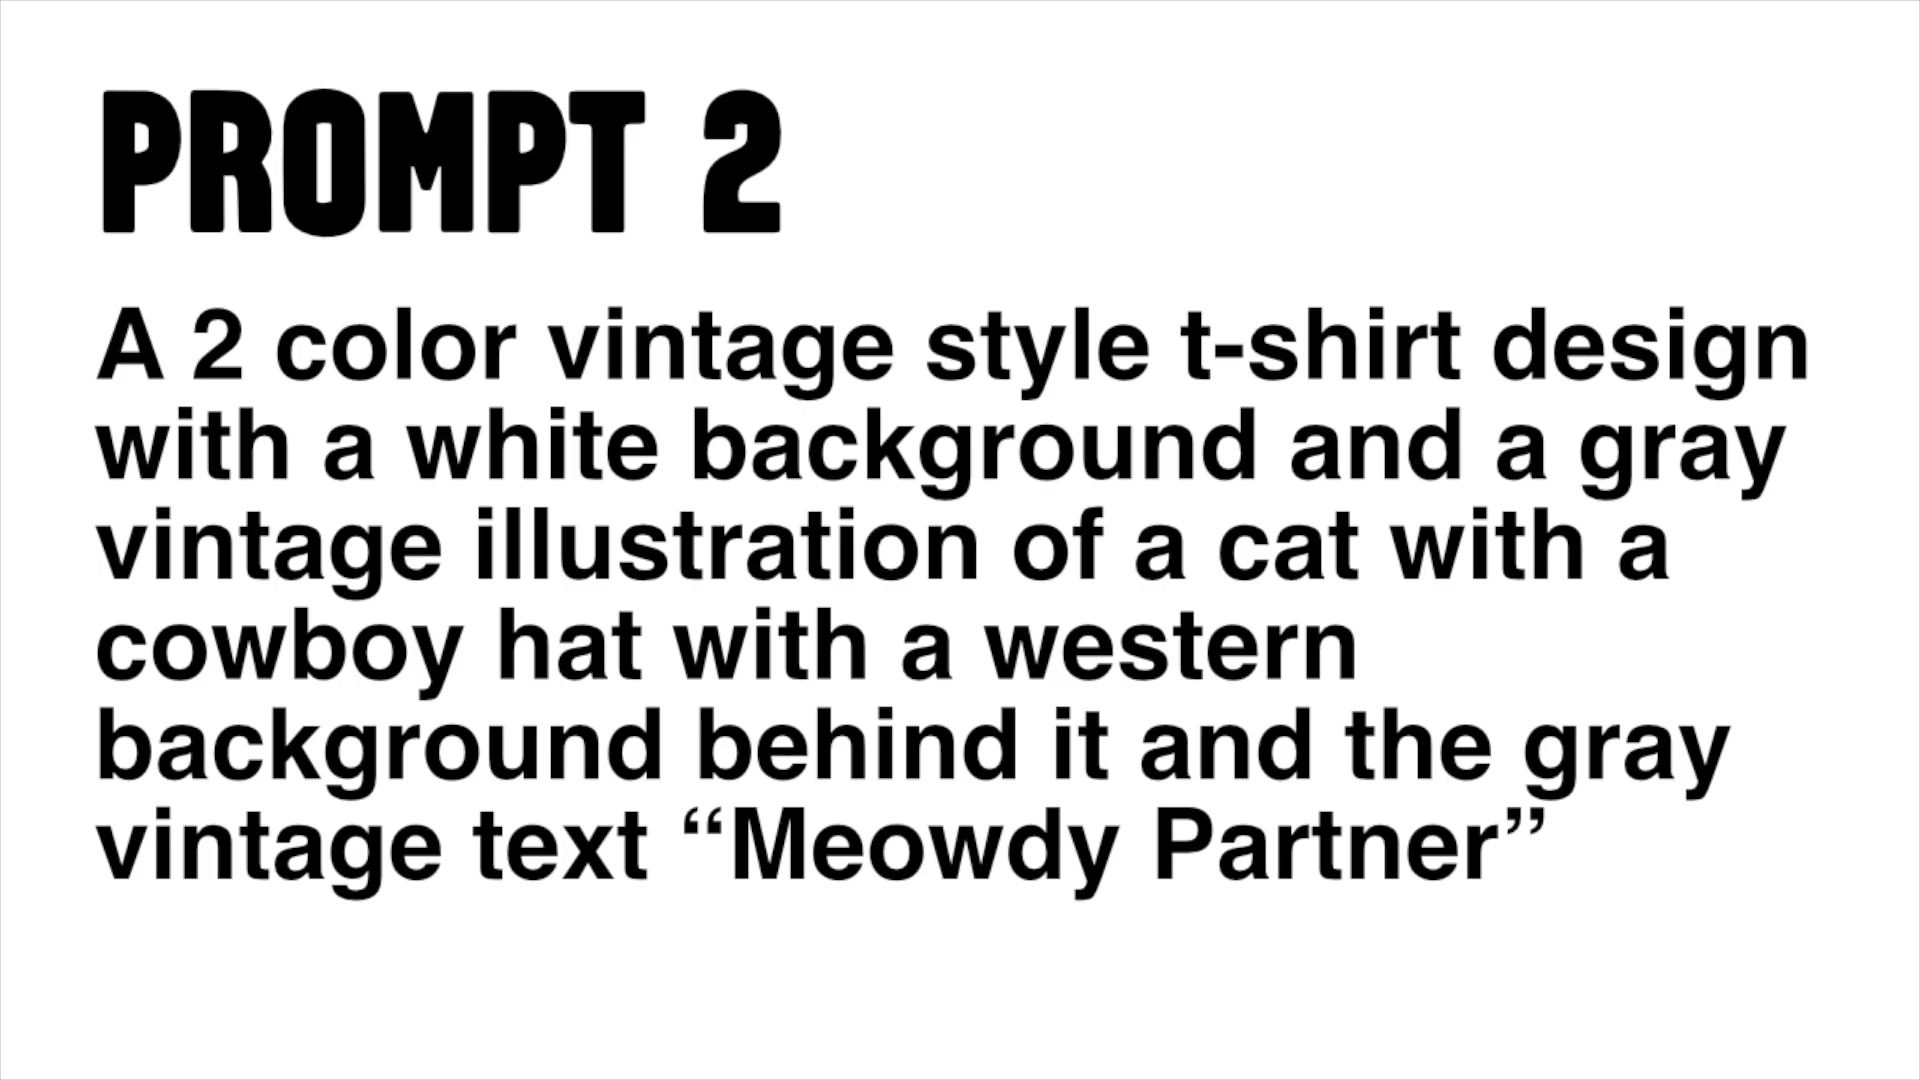 PROMPT 2
A 2 color vintage style t-shirt design
with a white background and a gray
vintage illustration of a cat with a
cowboy hat with a western
background behind it and the gray
vintage text “Meowdy Partner”